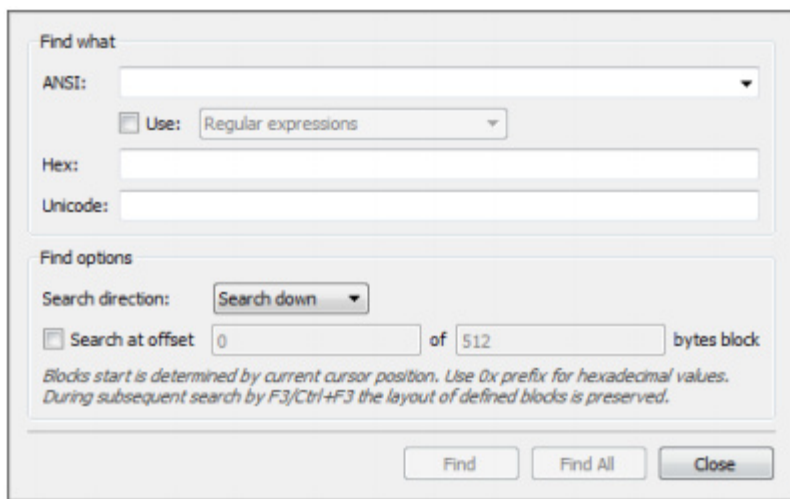 Find what
ANSI:
Use: Regular expressions
Hex:
Unicode:
Find options
Search direction: Search down
Search at offset 0 of 512 bytes block
Blocks start is determined by current cursor position. Use 0x prefix for hexadecimal values.
During subsequent search by F3/Ctrl+F3 the layout of defined blocks is preserved.
Find Find All Close